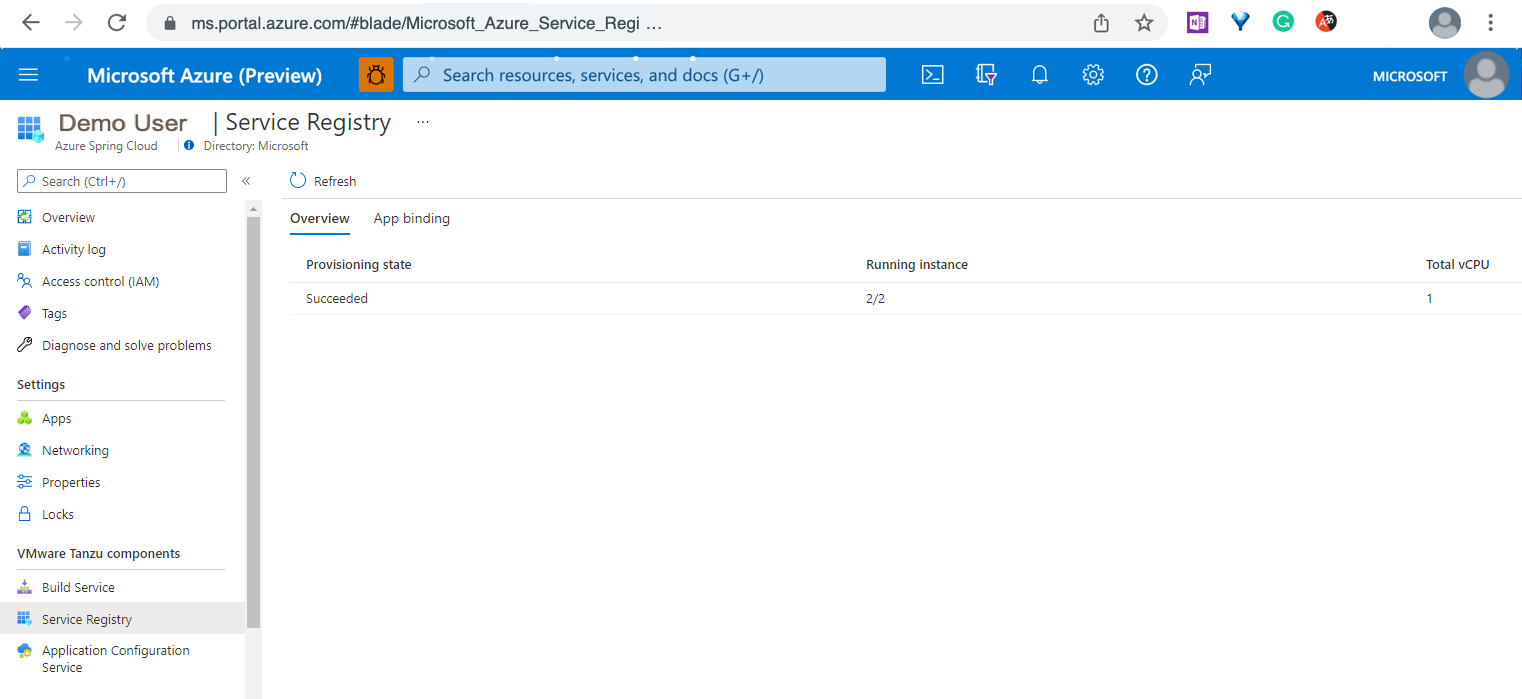 ms.portal.azure.com/#blade/Microsoft_Azure_Service_Regi ...
Microsoft Azure (Preview)
Search resources, services, and docs (G+/)
MICROSOFT
Demo User | Service Registry ...
Azure Spring Cloud
Directory: Microsoft
Search (Ctrl+/)
«
Refresh
Overview
Activity log
Access control (IAM)
Tags
Diagnose and solve problems
Settings
Apps
Networking
Properties
Locks
VMware Tanzu components
Build Service
Service Registry
Application Configuration
Service
Overview
App binding
Provisioning state
Running instance
Total vCPU
Succeeded
2/2
1